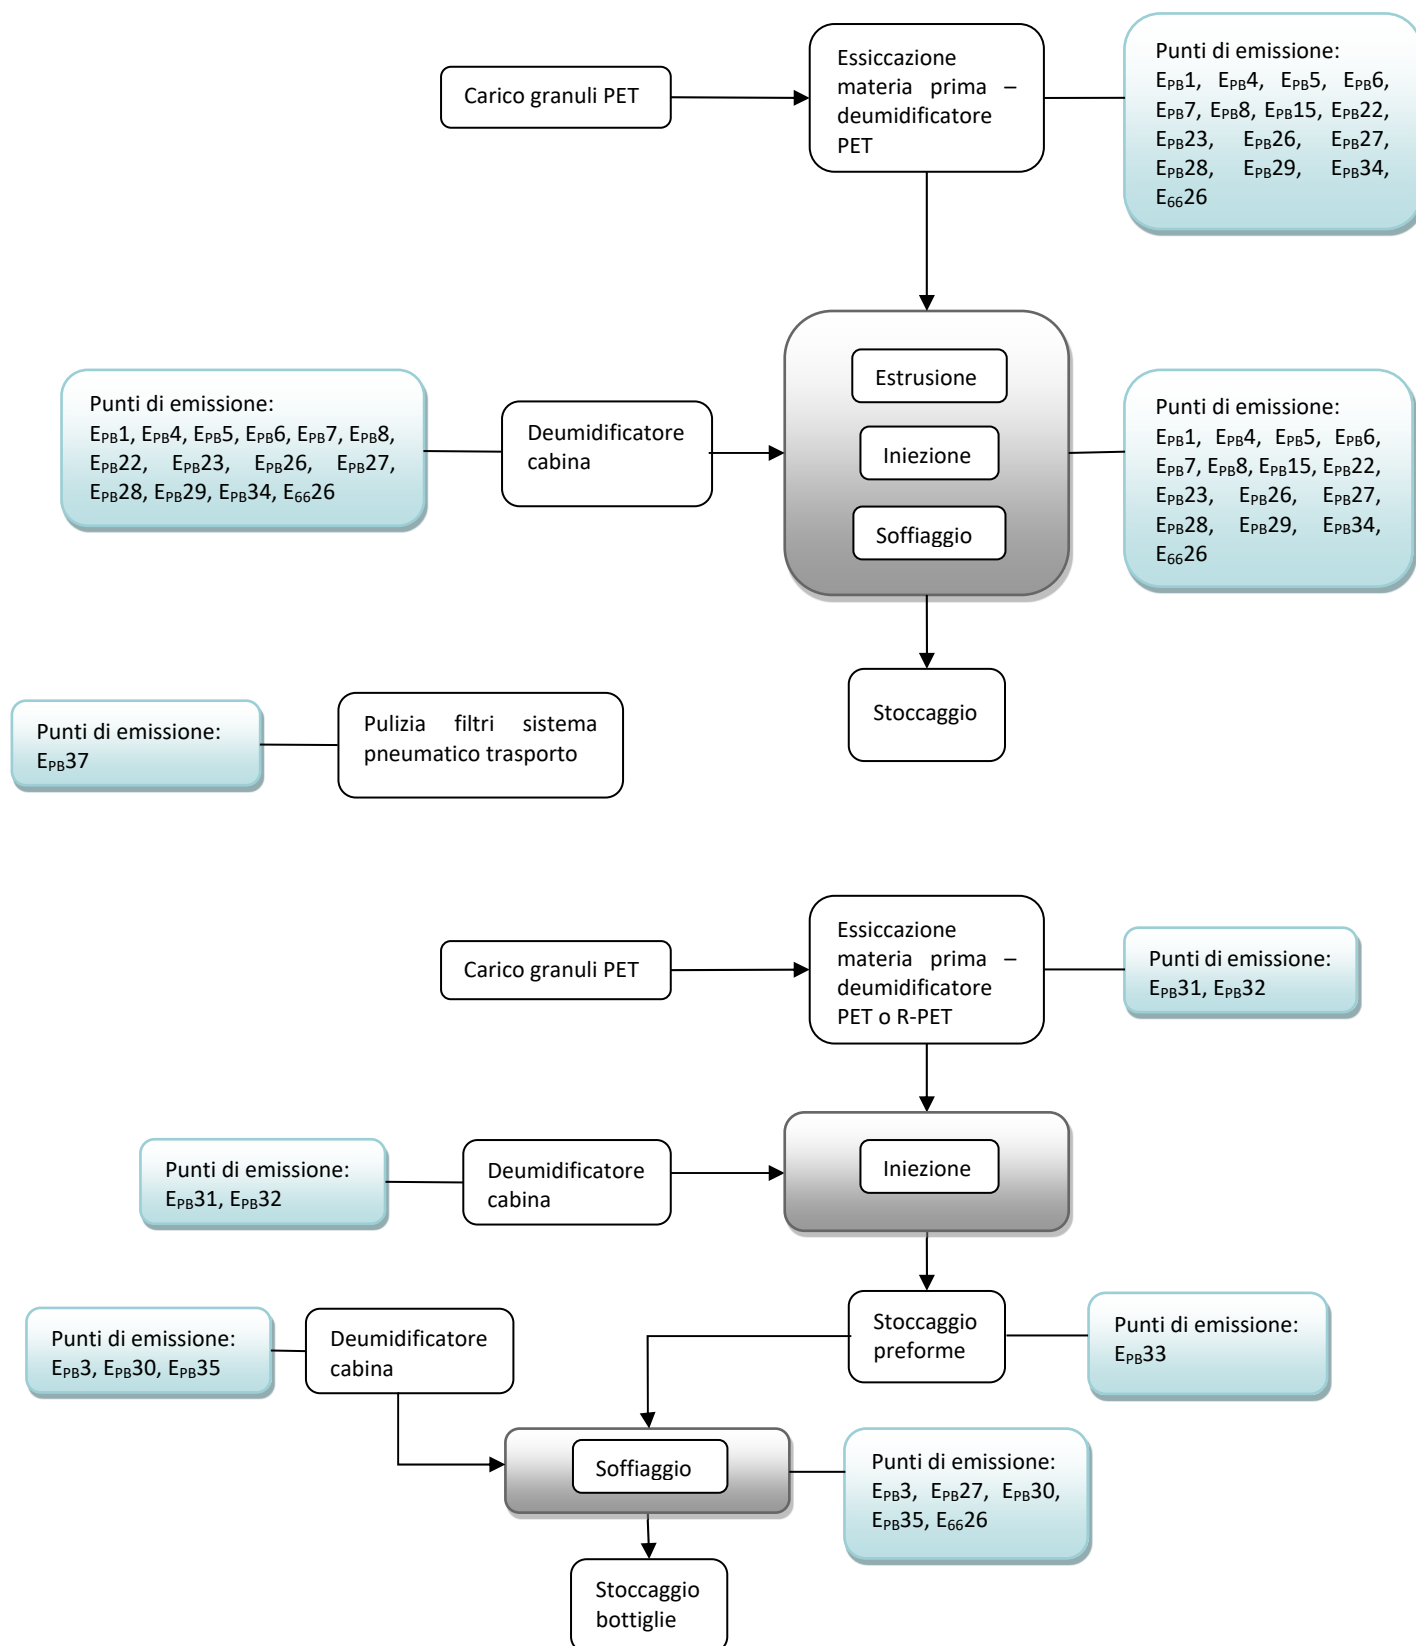 Carico granuli PET
Essiccazione
materia prima –
deumidificatore
PET
Punti di emissione:
EPB1, EPB4, EPB5, EPB6,
EPB7, EPB8, EPB15, EPB22,
EPB23, EPB26, EPB27,
EPB28, EPB29, EPB34,
E6626
Punti di emissione:
EPB1, EPB4, EPB5, EPB6, EPB7, EPB8,
EPB22, EPB23, EPB26, EPB27,
EPB28, EPB29, EPB34, E6626
Deumidificatore
cabina
Estrusione
Iniezione
Soffiaggio
Punti di emissione:
EPB1, EPB4, EPB5, EPB6,
EPB7, EPB8, EPB15, EPB22,
EPB23, EPB26, EPB27,
EPB28, EPB29, EPB34,
E6626
Stoccaggio
Punti di emissione:
EPB37
Pulizia filtri sistema
pneumatico trasporto
Carico granuli PET
Essiccazione
materia prima –
deumidificatore
PET o R-PET
Punti di emissione:
EPB31, EPB32
Punti di emissione:
EPB31, EPB32
Deumidificatore
cabina
Iniezione
Punti di emissione:
EPB3, EPB30, EPB35
Deumidificatore
cabina
Stoccaggio
preforme
Punti di emissione:
EPB33
Soffiaggio
Punti di emissione:
EPB3, EPB27, EPB30,
EPB35, E6626
Stoccaggio
bottiglie